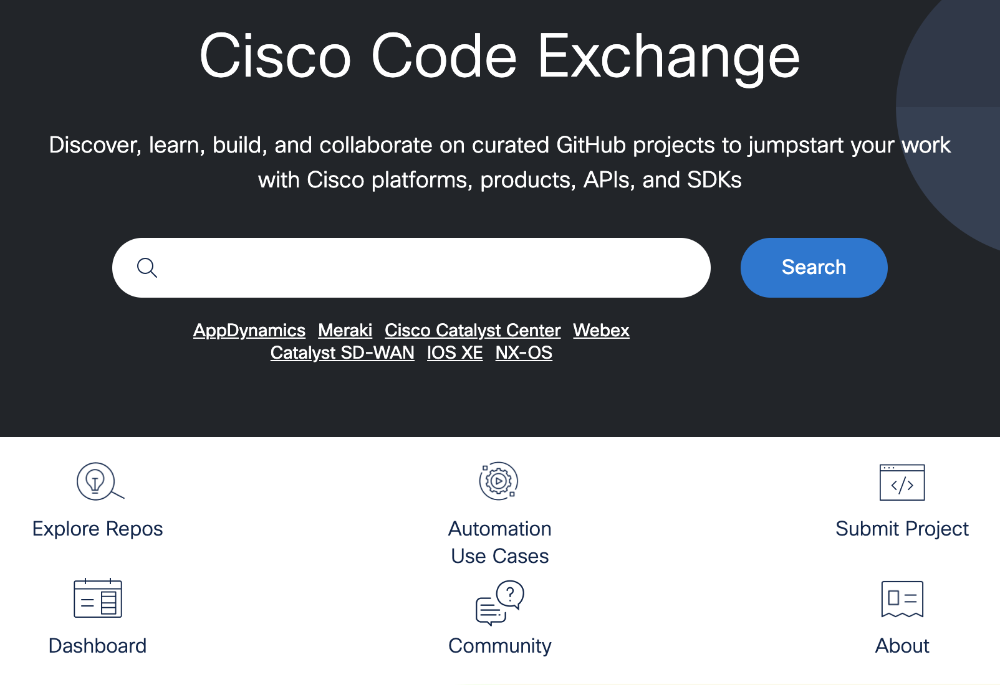 Cisco Code Exchange
Discover, learn, build, and collaborate on curated GitHub projects to jumpstart your work
with Cisco platforms, products, APIs, and SDKs
Search
AppDynamics Meraki Cisco Catalyst Center Webex
Catalyst SD-WAN IOS XE NX-OS
Explore Repos
Automation
Use Cases
Submit Project
Dashboard
Community
About